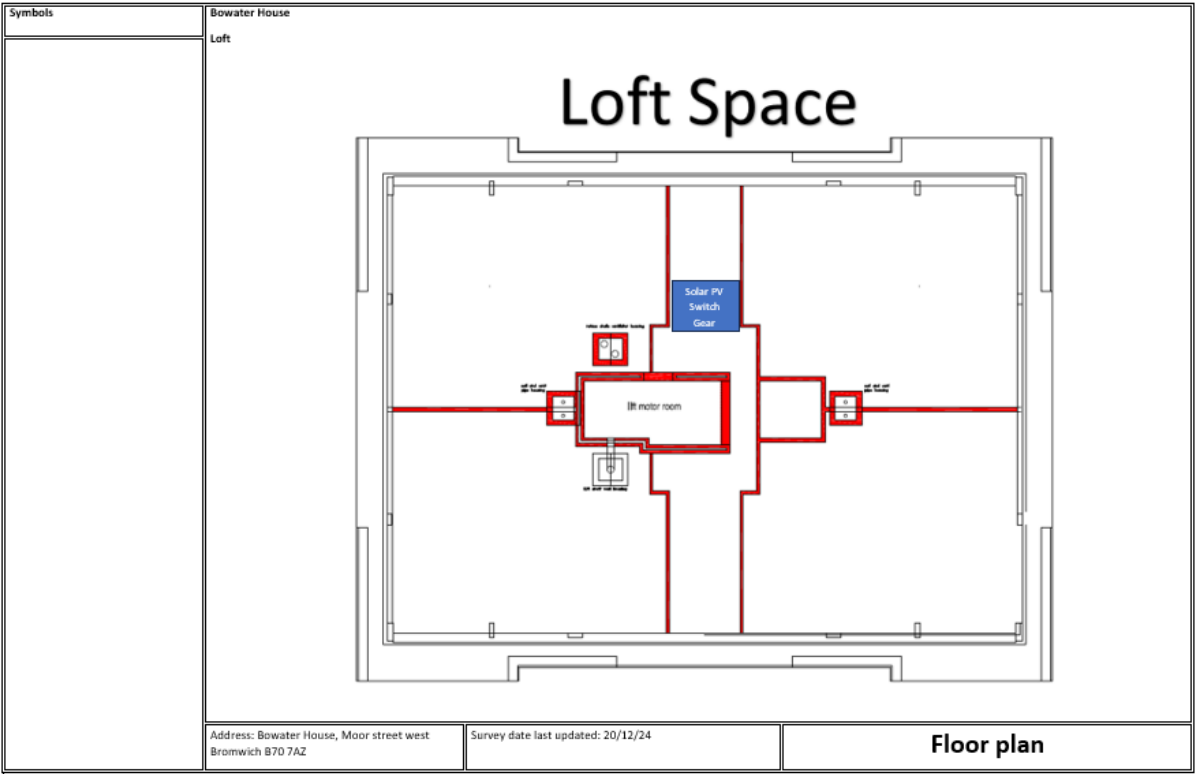 Symbols
Bowater House
Loft
Loft Space
Solar PV
Switch
Gear
lift motor room
Address: Bowater House, Moor street west
Bromwich B70 7AZ
Survey date last updated: 20/12/24
Floor plan